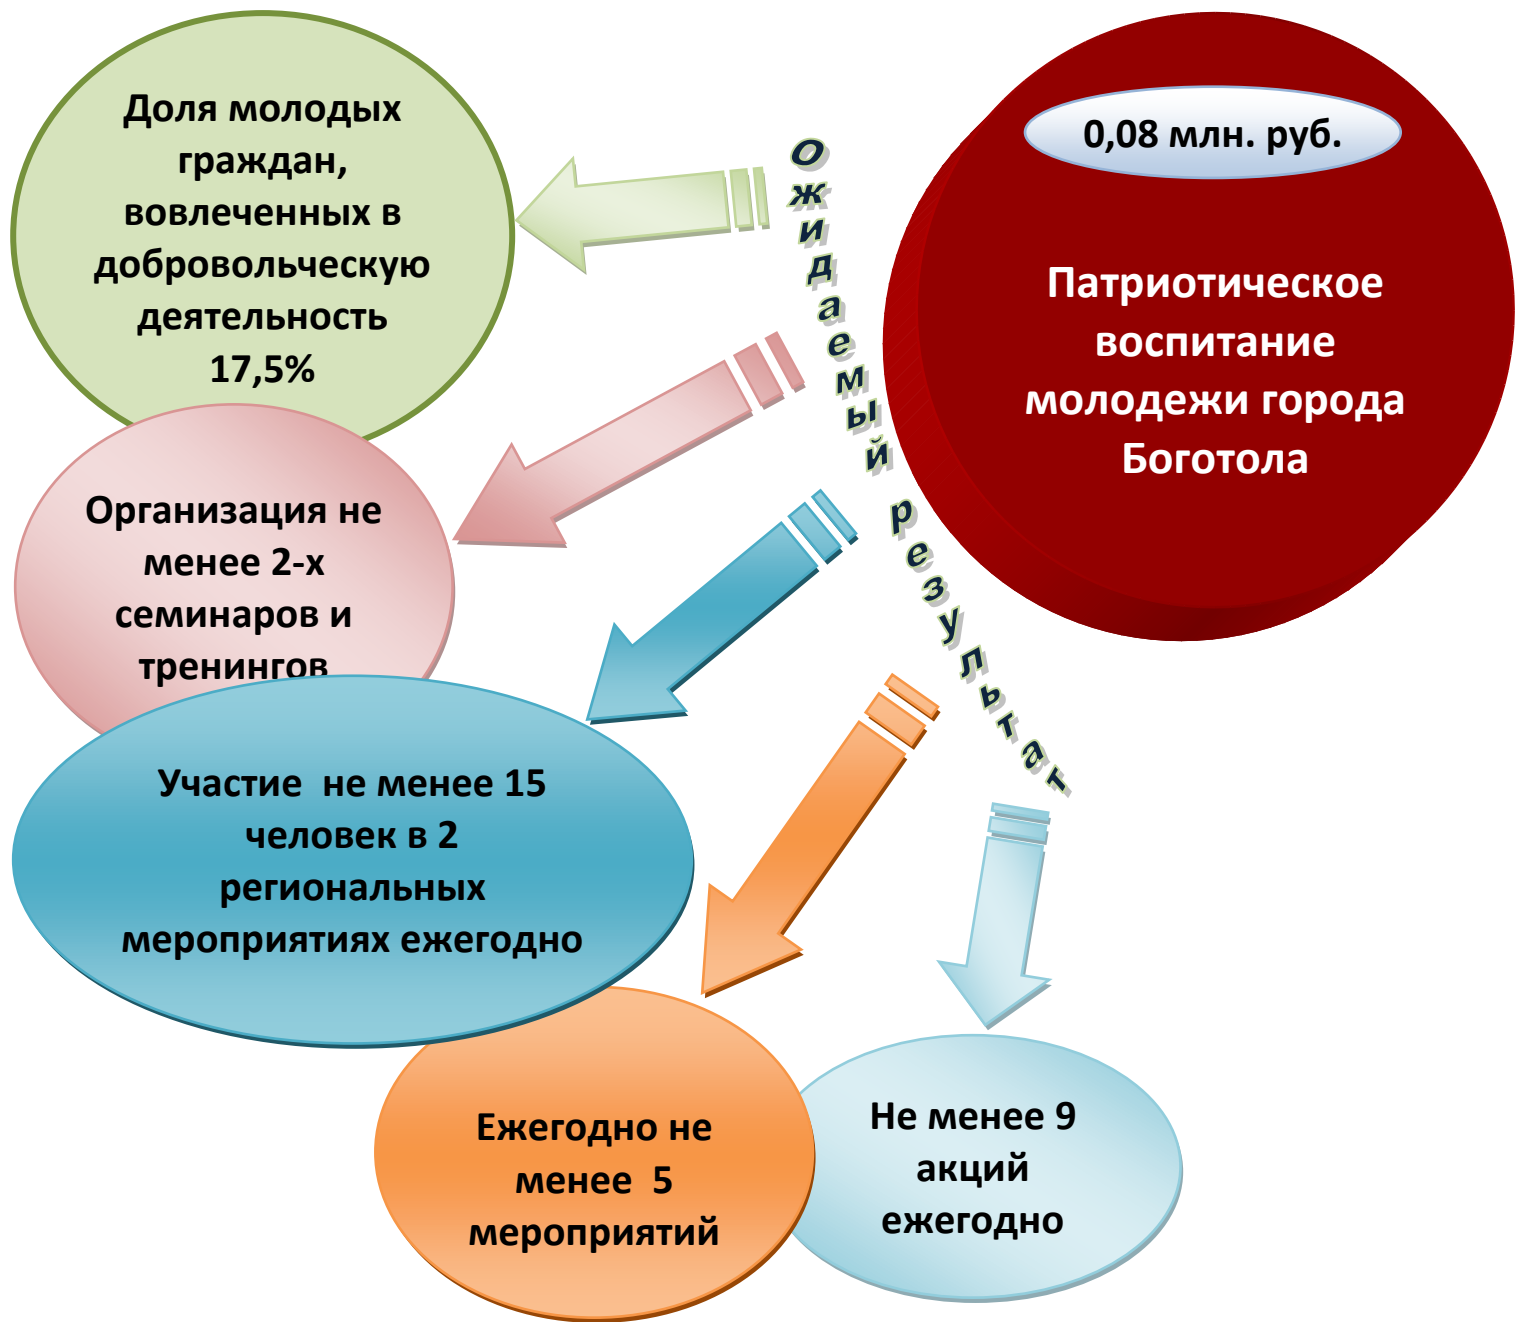 0,08 млн. руб.
Патриотическое
воспитание
молодежи города
Боготола
Ожидаемый результат
Доля молодых
граждан,
вовлеченных в
добровольческую
деятельность
17,5%
Организация не
менее 2-х
семинаров и
тренингов
Участие  не менее 15
человек в 2
региональных
мероприятиях ежегодно
Ежегодно не
менее  5
мероприятий
Не менее 9
акций
ежегодно